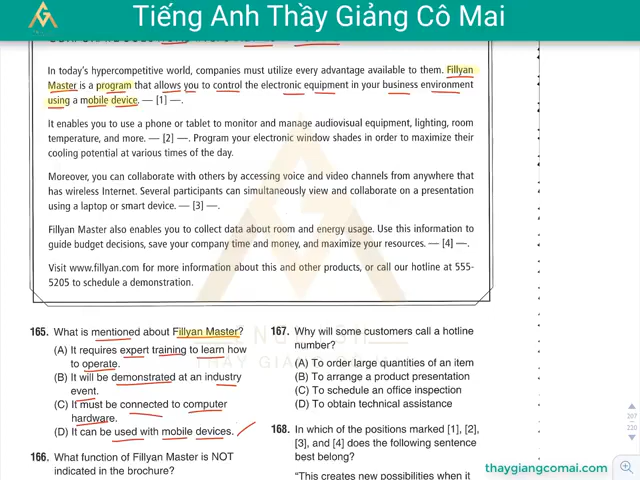 Tiếng Anh Thầy Giảng Cô Mai
In today's hypercompetitive world, companies must utilize every advantage available to them. Fillyan
Master is a program that allows you to control the electronic equipment in your business environment
using a mobile device. — [1] —.
It enables you to use a phone or tablet to monitor and manage audiovisual equipment, lighting, room
temperature, and more. — [2] —. Program your electronic window shades in order to maximize their
cooling potential at various times of the day.
Moreover, you can collaborate with others by accessing voice and video channels from anywhere that
has wireless Internet. Several participants can simultaneously view and collaborate on a presentation
using a laptop or smart device. — [3] —.
Fillyan Master also enables you to collect data about room and energy usage. Use this information to
guide budget decisions, save your company time and money, and maximize your resources. — [4] —.
Visit www.fillyan.com for more information about this and other products, or call our hotline at 555-
5205 to schedule a demonstration.
165. What is mentioned about Fillyan Master?
(A) It requires expert training to learn how
to operate.
(B) It will be demonstrated at an industry
event.
(C) It must be connected to computer
hardware.
(D) It can be used with mobile devices.
166. What function of Fillyan Master is NOT
indicated in the brochure?
167. Why will some customers call a hotline
number?
(A) To order large quantities of an item
(B) To arrange a product presentation
(C) To schedule an office inspection
(D) To obtain technical assistance
168. In which of the positions marked [1], [2],
[3], and [4] does the following sentence
best belong?
"This creates new possibilities when it
THẦY GIẢNG
207
220
thaygiangcomai.com